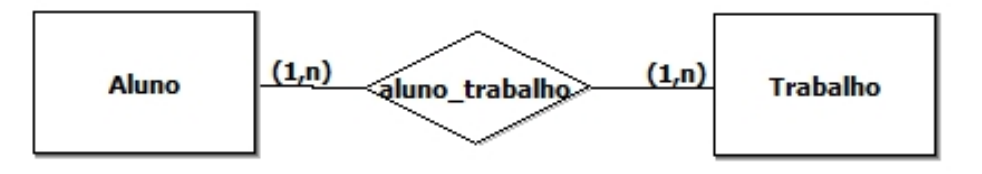 Aluno
(1,n)
aluno_trabalho
(1,n)
Trabalho